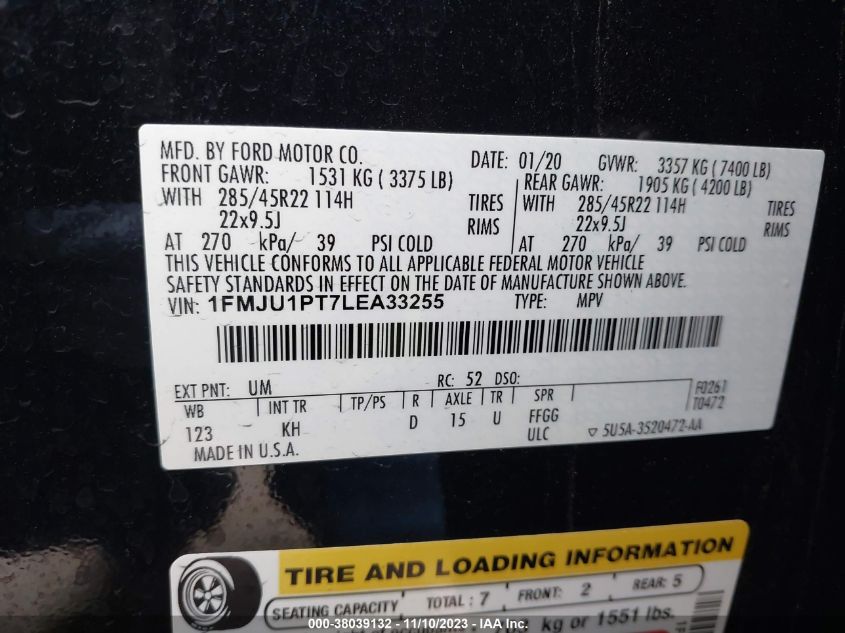 MFD. BY FORD MOTOR CO. DATE: 01/20 GVWR: 3357 KG ( 7400 LB)
FRONT GAWR: 1531 KG ( 3375 LB) REAR GAWR: 1905 KG ( 4200 LB)
WITH 285/45R22 114H TIRES WITH 285/45R22 114H TIRES
22x9.5J RIMS 22x9.5J RIMS
AT 270 kPa/ 39 PSI COLD AT 270 kPa/ 39 PSI COLD
THIS VEHICLE CONFORMS TO ALL APPLICABLE FEDERAL MOTOR VEHICLE
SAFETY STANDARDS IN EFFECT ON THE DATE OF MANUFACTURE SHOWN ABOVE.
VIN: 1FMJU1PT7LEA33255 TYPE: MPV
EXT PNT: UM RC: 52 DSO: F0261
WB INT TR TP/PS R AXLE TR SPR T0472
123 KH D 15 U FFGG
ULC ▽ 5U5A-3520472-AA
MADE IN U.S.A.
TIRE AND LOADING INFORMATION
SEATING CAPACITY TOTAL : 7 FRONT: 2 REAR: 5
kg or 1551 lbs.
000-38039132 - 11/10/2023 - IAA Inc.